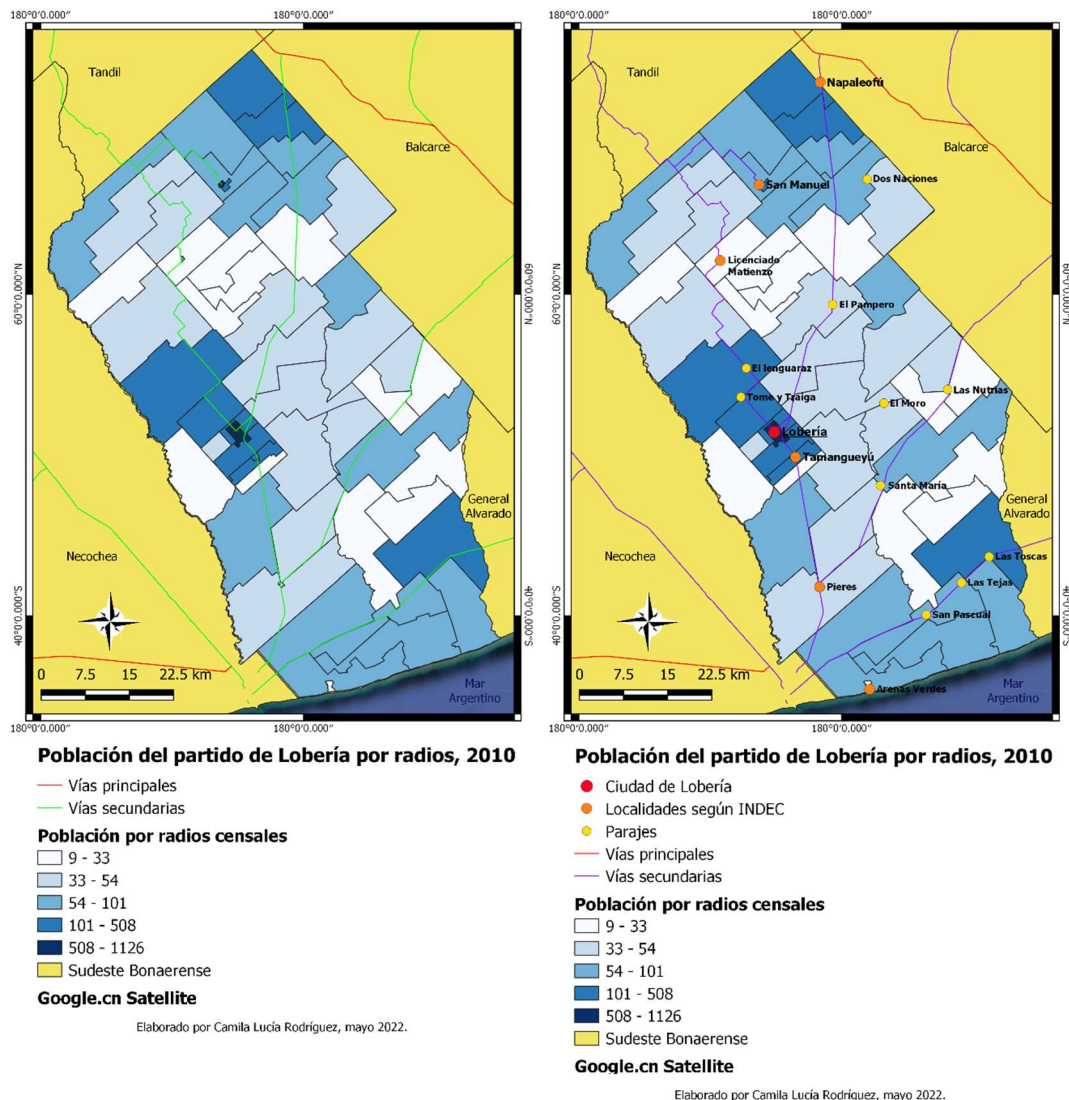 180°0.0.000" 180°0.0.000"
Tandil
Balcarce
60°0.0.000"N
60°0.0.000"N
General
Alvarado
Necochea
40°0.0.000"S
40°0.0.000"S
0 7.5 15 22.5 km
Mar
Argentino
180°0.0.000" 180°0.0.000"
Población del partido de Lobería por radios, 2010
Vías principales
Vías secundarias
Población por radios censales
9 - 33
33 - 54
54 - 101
101 - 508
508 - 1126
Sudeste Bonaerense
Google.cn Satellite
Elaborado por Camila Lucía Rodríguez, mayo 2022.
180°0.0.000" 180°0.0.000"
Tandil
Napaleofú
Balcarce
Dos Naciones
San Manuel
Licenciado
Matienzo
60°0.0.000"N
60°0.0.000"N
El Pampero
El lenguaraz
Las Nutrias
Tome y Traiga
El Moro
Lobería
Tamangueyú
Santa María
General
Alvarado
Necochea
Las Toscas
Las Tejas
Pieres
San Pascual
40°0.0.000"S
40°0.0.000"S
0 7.5 15 22.5 km
Arenas Verdes
Mar
Argentino
180°0.0.000" 180°0.0.000"
Población del partido de Lobería por radios, 2010
Ciudad de Lobería
Localidades según INDEC
Parajes
Vías principales
Vías secundarias
Población por radios censales
9 - 33
33 - 54
54 - 101
101 - 508
508 - 1126
Sudeste Bonaerense
Google.cn Satellite
Elaborado por Camila Lucía Rodríguez, mayo 2022.